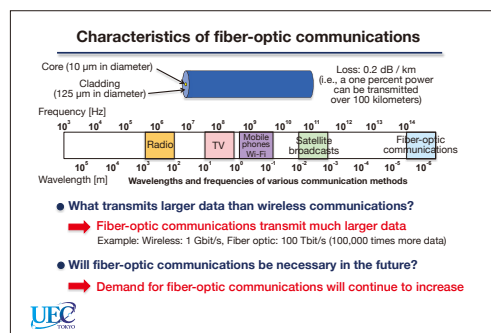 Characteristics of fiber-optic communications
Core (10 μm in diameter)
Cladding
(125 μm in diameter)
Loss: 0.2 dB / km
(i.e., a one percent power
can be transmitted
over 100 kilometers)
Frequency [Hz]
10³ 10⁴ 10⁵ 10⁶ 10⁷ 10⁸ 10⁹ 10¹⁰ 10¹¹ 10¹² 10¹³ 10¹⁴
Radio
TV
Mobile
phones
Wi-Fi
Satellite
broadcasts
Fiber-optic
communications
10⁵ 10⁴ 10³ 10² 10¹ 10⁰ 10⁻¹ 10⁻² 10⁻³ 10⁻⁴ 10⁻⁵ 10⁻⁶
Wavelength [m]
Wavelengths and frequencies of various communication methods
● What transmits larger data than wireless communications?
Fiber-optic communications transmit much larger data
Example: Wireless: 1 Gbit/s, Fiber optic: 100 Tbit/s (100,000 times more data)
● Will fiber-optic communications be necessary in the future?
Demand for fiber-optic communications will continue to increase
UEC
TOKYO